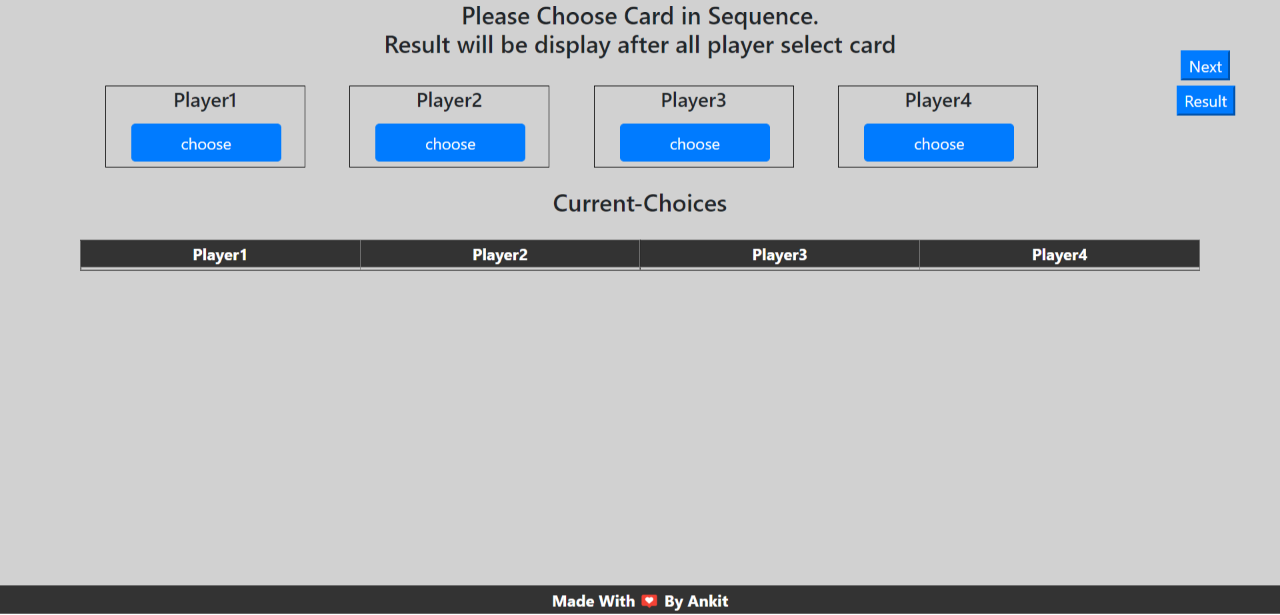 Please Choose Card in Sequence.
Result will be display after all player select card
Next
Result
Player1
Player2
Player3
Player4
choose
choose
choose
choose
Current-Choices
Player1
Player2
Player3
Player4
Made With 💌 By Ankit